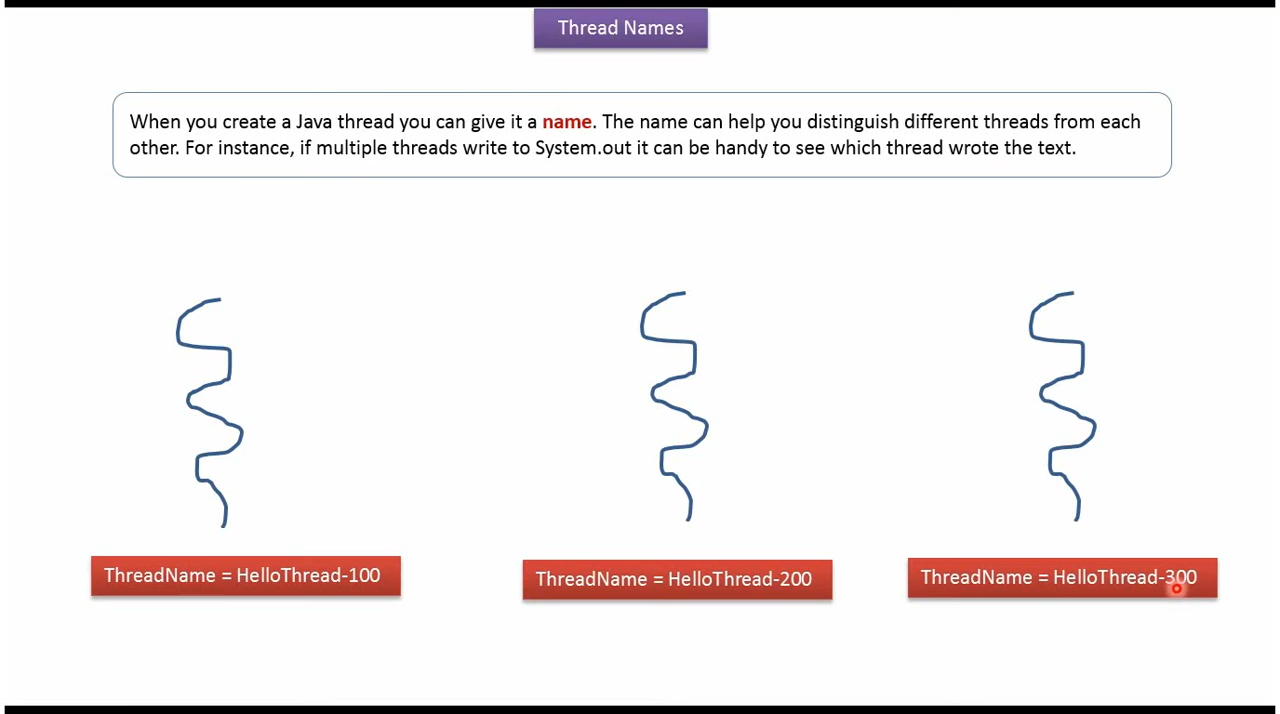 Thread Names
When you create a Java thread you can give it a name. The name can help you distinguish different threads from each
other. For instance, if multiple threads write to System.out it can be handy to see which thread wrote the text.
ThreadName = HelloThread-100
ThreadName = HelloThread-200
ThreadName = HelloThread-300